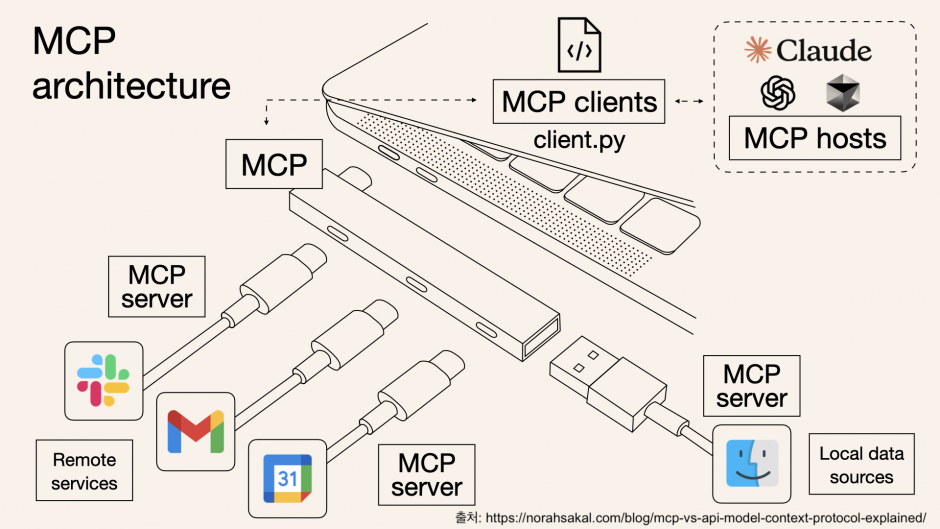 MCP
architecture
</>
MCP clients
client.py
Claude
MCP hosts
MCP
MCP
server
31
Remote
services
MCP
server
MCP
server
Local data
sources
출처: https://norahsakal.com/blog/mcp-vs-api-model-context-protocol-explained/